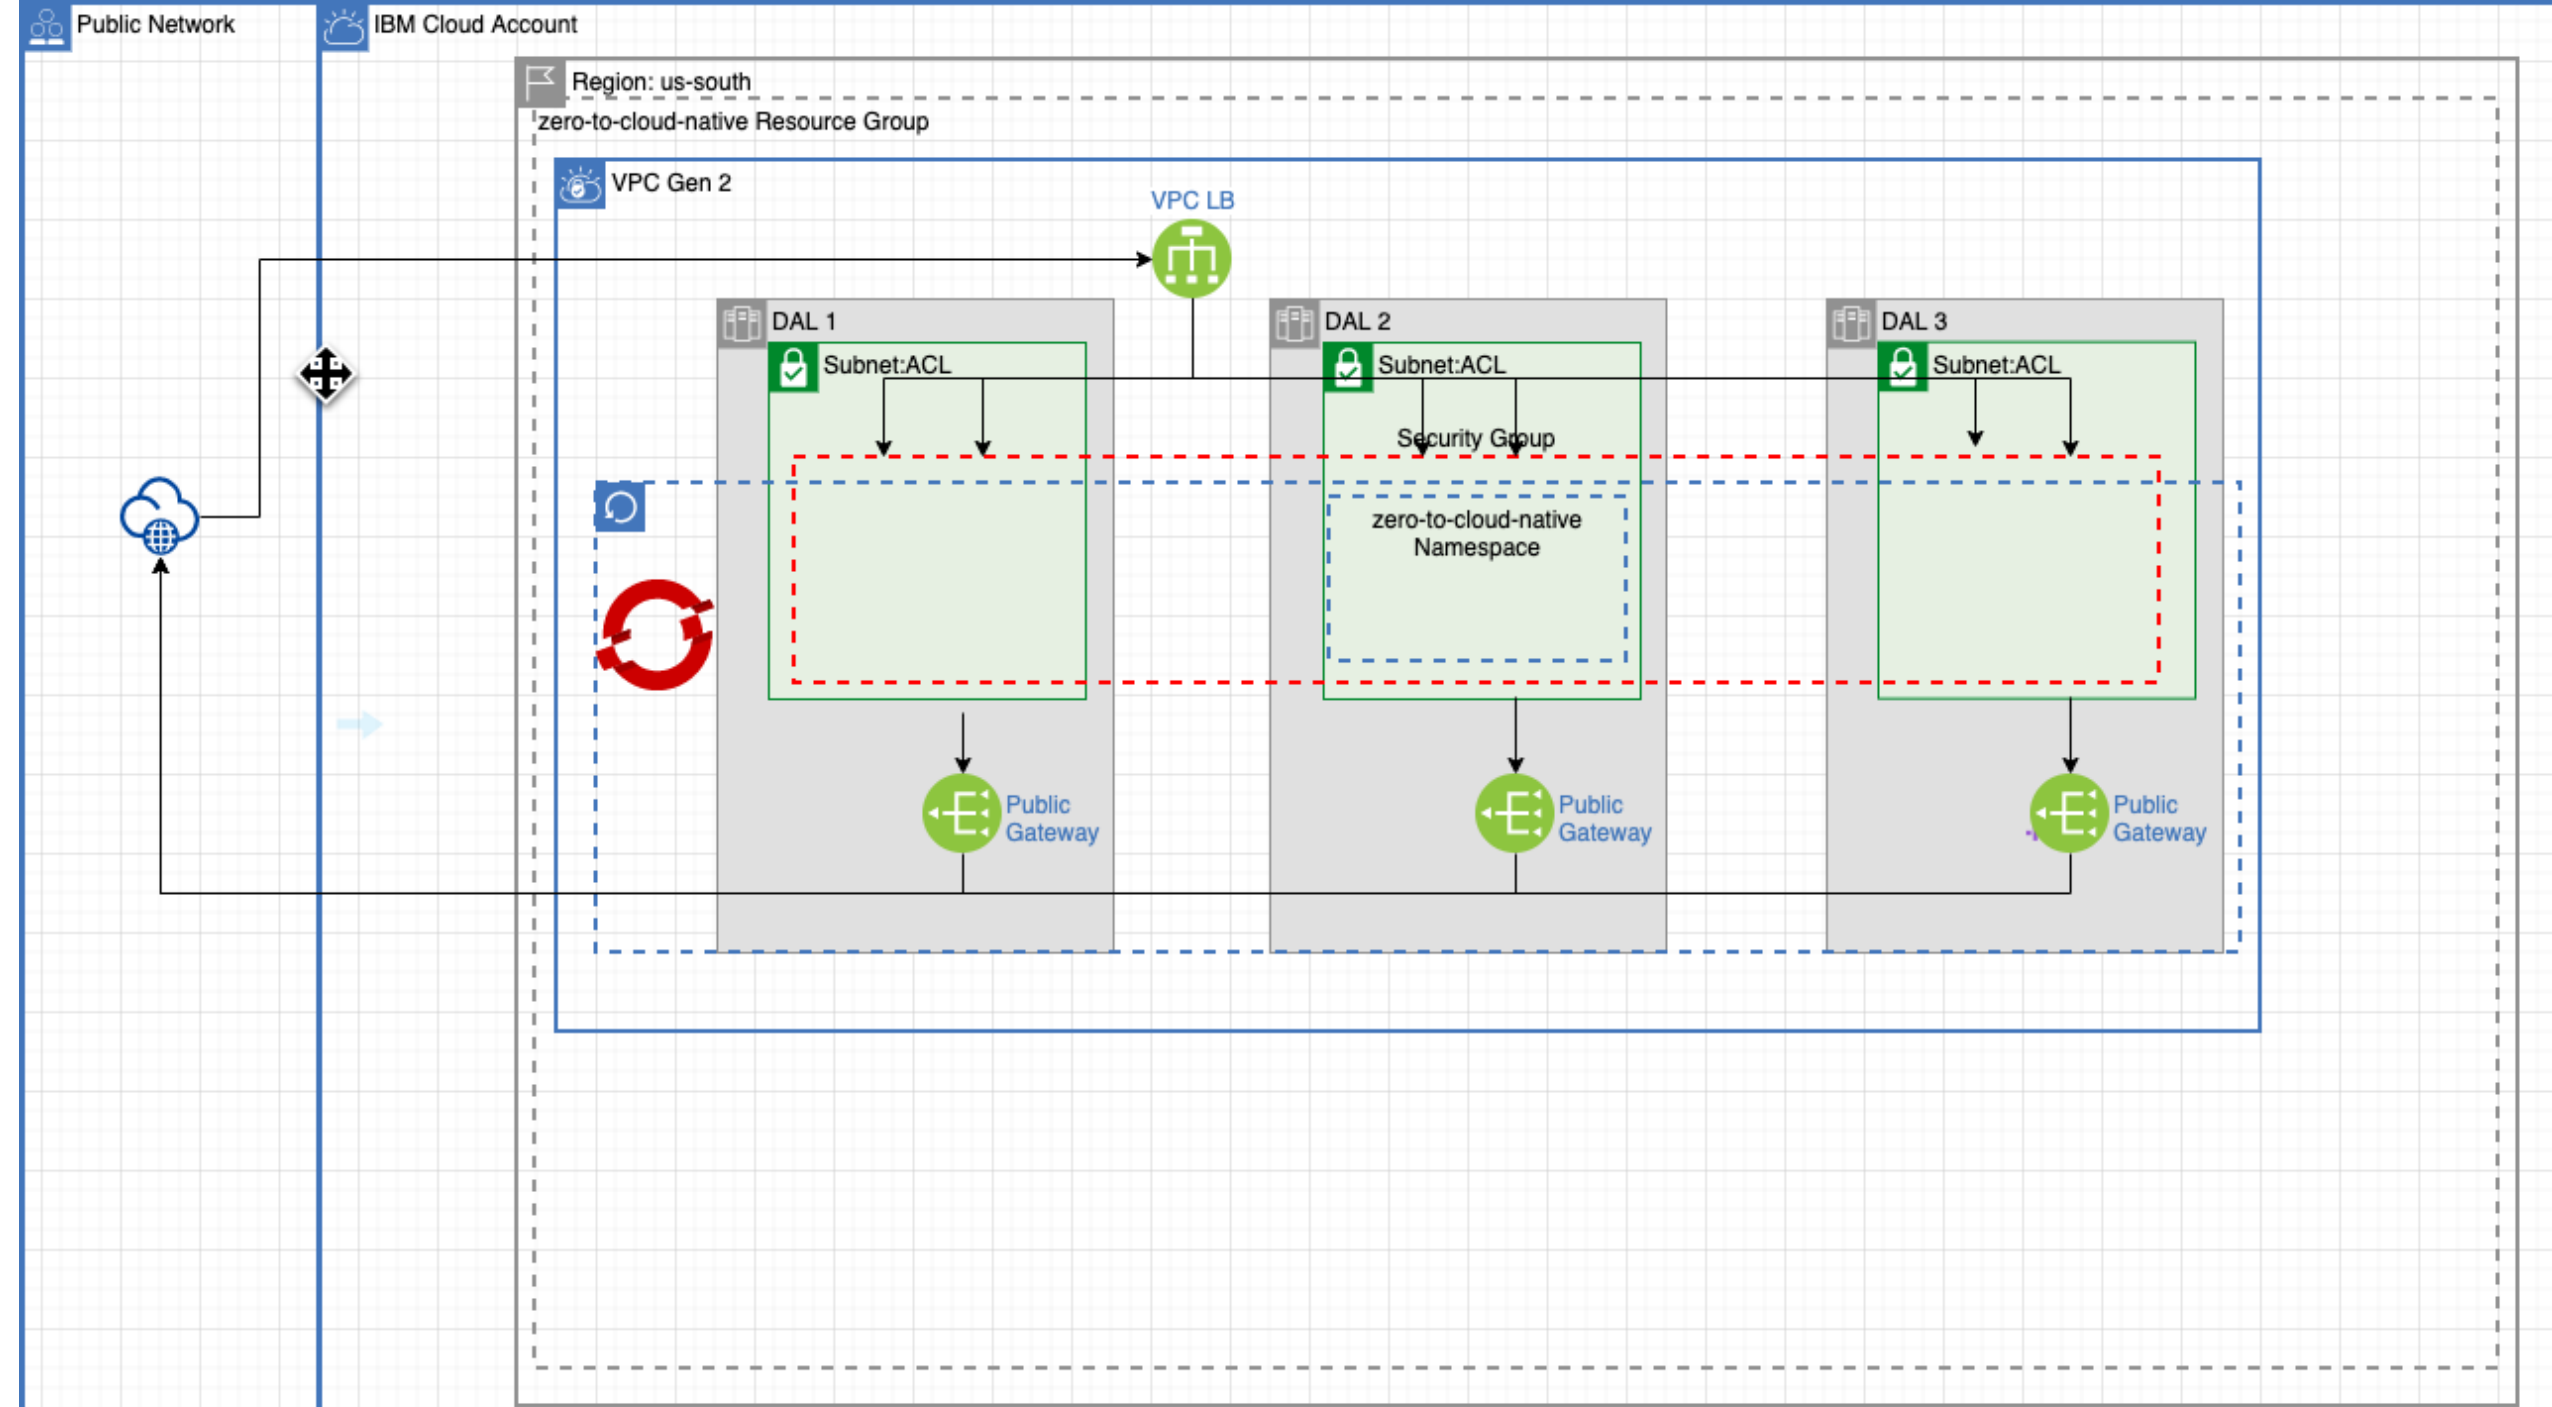 Public Network
IBM Cloud Account
Region: us-south
zero-to-cloud-native Resource Group
VPC Gen 2
VPC LB
DAL 1
DAL 2
DAL 3
Subnet:ACL
Subnet:ACL
Subnet:ACL
Security Group
zero-to-cloud-native
Namespace
Public
Gateway
Public
Gateway
Public
Gateway